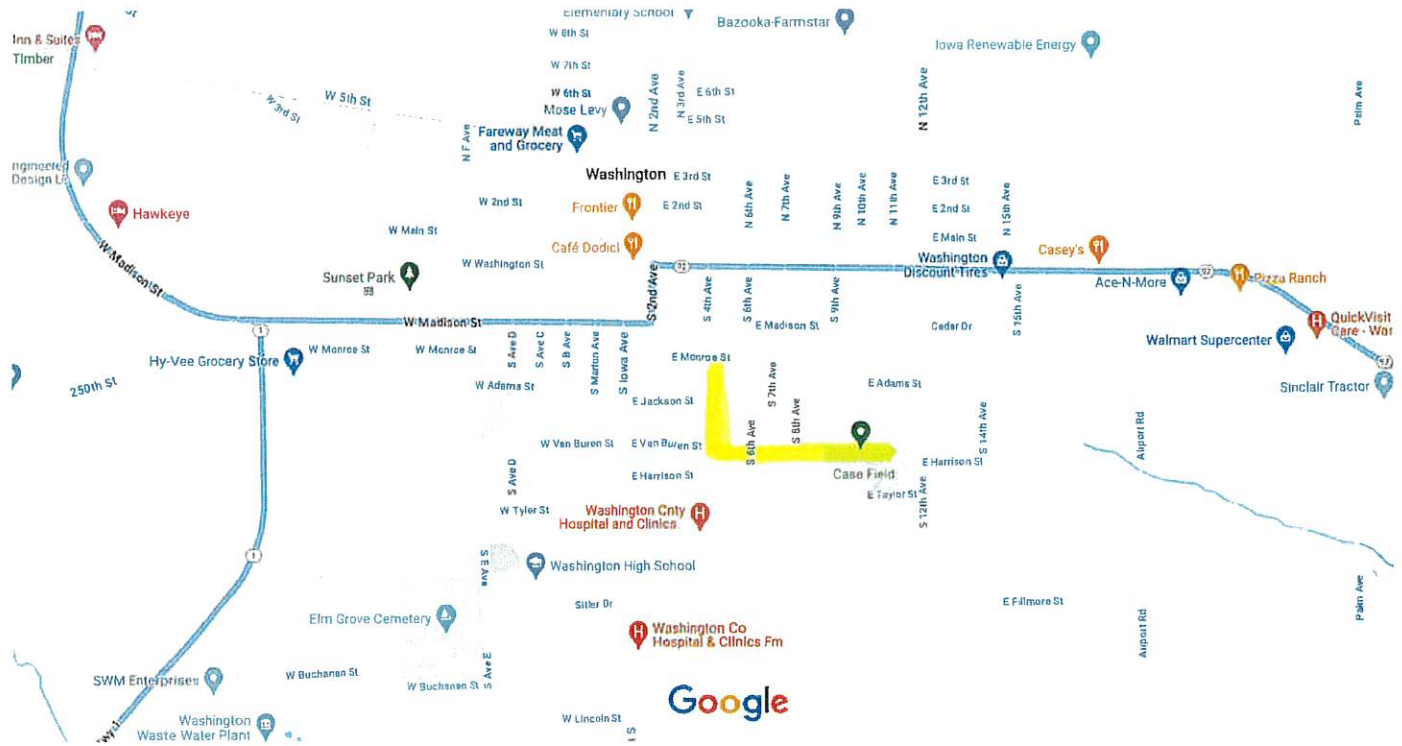 Elementary School
Bazooka-Farmstar
Inn & Suites
Timber
W 8th St
Iowa Renewable Energy
W 7th St
W 5th St
W 3rd St
W 6th St
Mose Levy
N 2nd Ave
N 3rd Ave
E 6th St
E 5th St
N 12th Ave
Palm Ave
N F Ave
Fareway Meat
and Grocery
Washington
E 3rd St
E 3rd St
Design
Hawkeye
W 2nd St
Frontier
E 2nd St
N 6th Ave
N 7th Ave
N 9th Ave
N 10th Ave
N 11th Ave
E 2nd St
N 15th Ave
W Main St
Café Dodici
E Main St
Casey's
W Madison St
W Washington St
92
Washington
Discount Tires
Sunset Park
S 2nd Ave
S 4th Ave
S 6th Ave
S 9th Ave
Ace-N-More
92
Pizza Ranch
W Madison St
E Madison St
Cedar Dr
S 15th Ave
QuickVisit
Care - War
1
Walmart Supercenter
Hy-Vee Grocery Store
W Monroe St
W Monroe St
S Ave D
S Ave C
S B Ave
S Marion Ave
S Iowa Ave
E Monroe St
92
250th St
W Adams St
E Adams St
Sinclair Tractor
E Jackson St
S 7th Ave
S 8th Ave
S 14th Ave
Airport Rd
W Van Buren St
E Van Buren St
S 6th Ave
S Ave D
E Harrison St
Case Field
E Harrison St
E Taylor St
S 12th Ave
W Tyler St
Washington Cnty
Hospital and Clinics
1
S E Ave
Washington High School
Sitler Dr
E Fillmore St
Airport Rd
Palm Ave
Elm Grove Cemetery
Washington Co
Hospital & Clinics Fm
SWM Enterprises
W Buchanan St
W Buchanan St
S Ave E
Google
Washington
Waste Water Plant
W Lincoln St